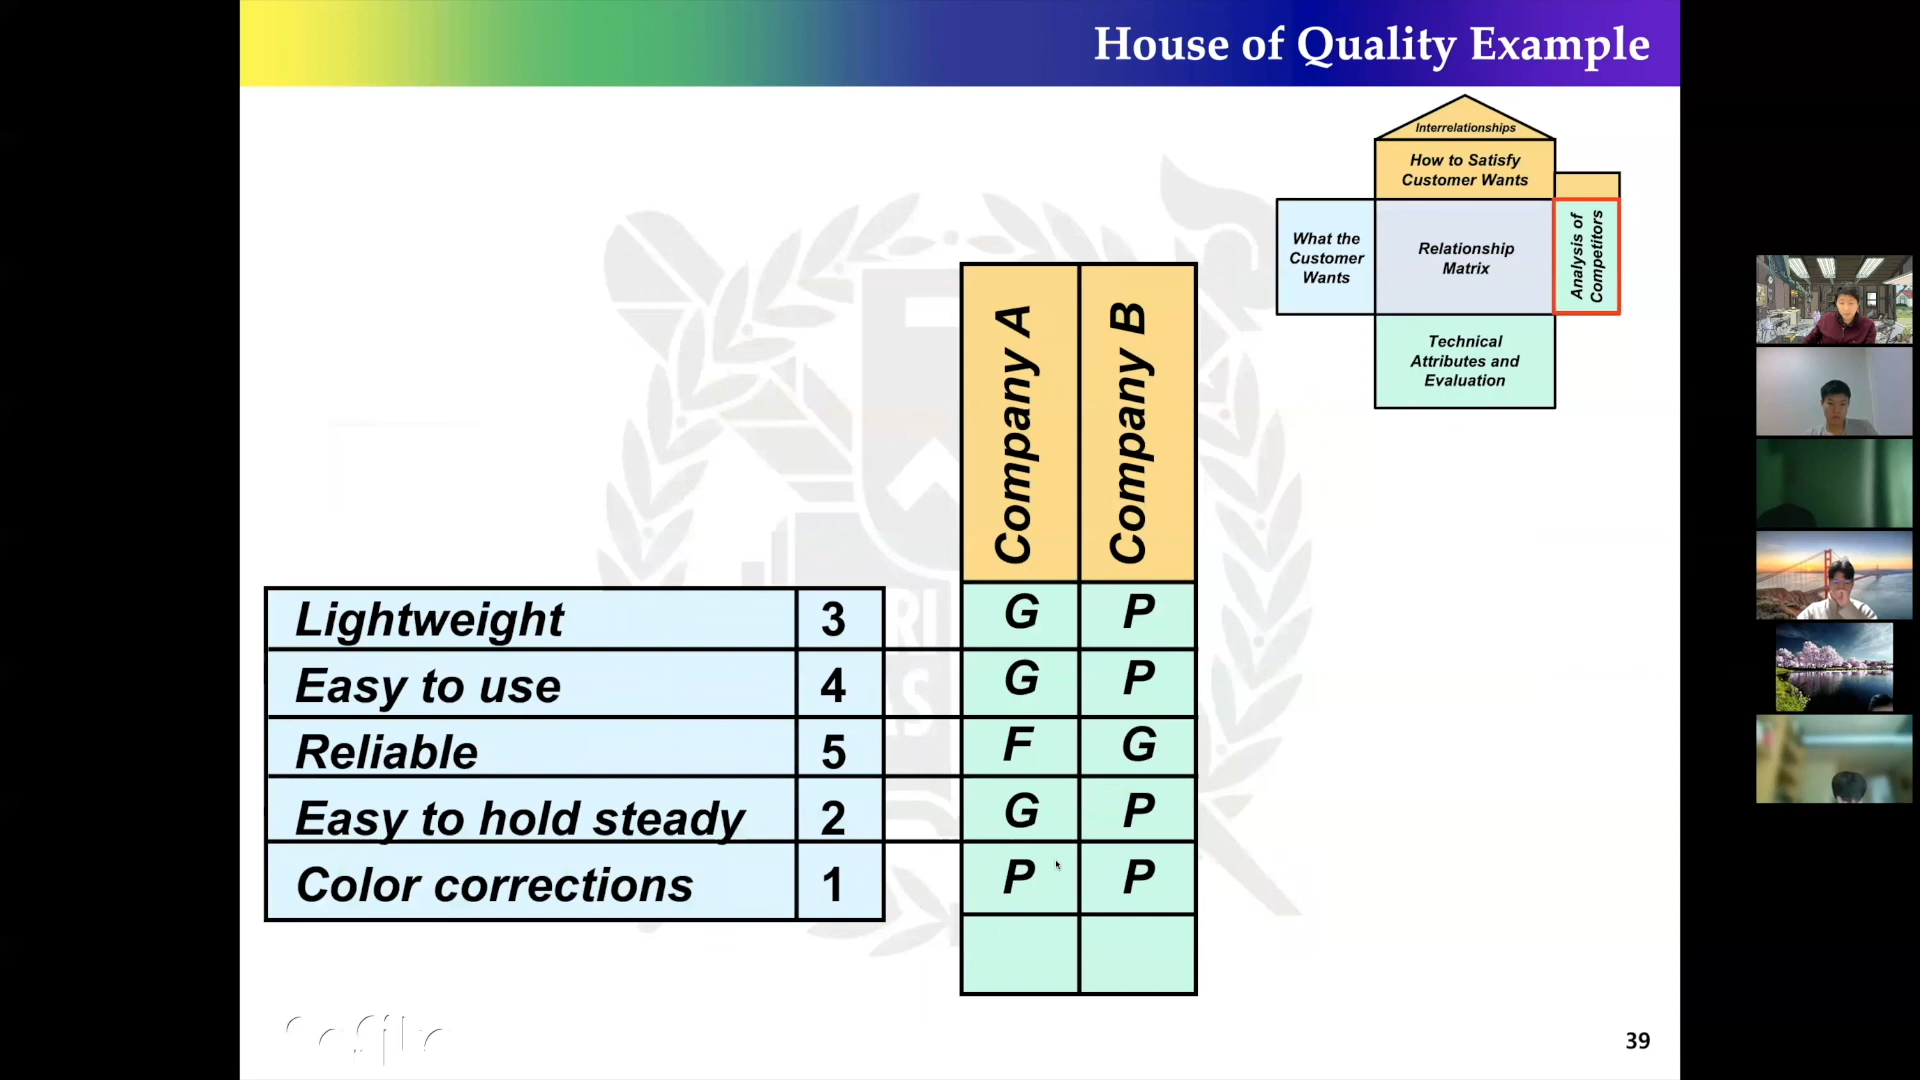 House of Quality Example
Interrelationships
How to Satisfy
Customer Wants
What the
Customer
Wants
Relationship
Matrix
Analysis of
Competitors
Technical
Attributes and
Evaluation
Company A
Company B
Lightweight 3 G P
Easy to use 4 G P
Reliable 5 F G
Easy to hold steady 2 G P
Color corrections 1 P P
39